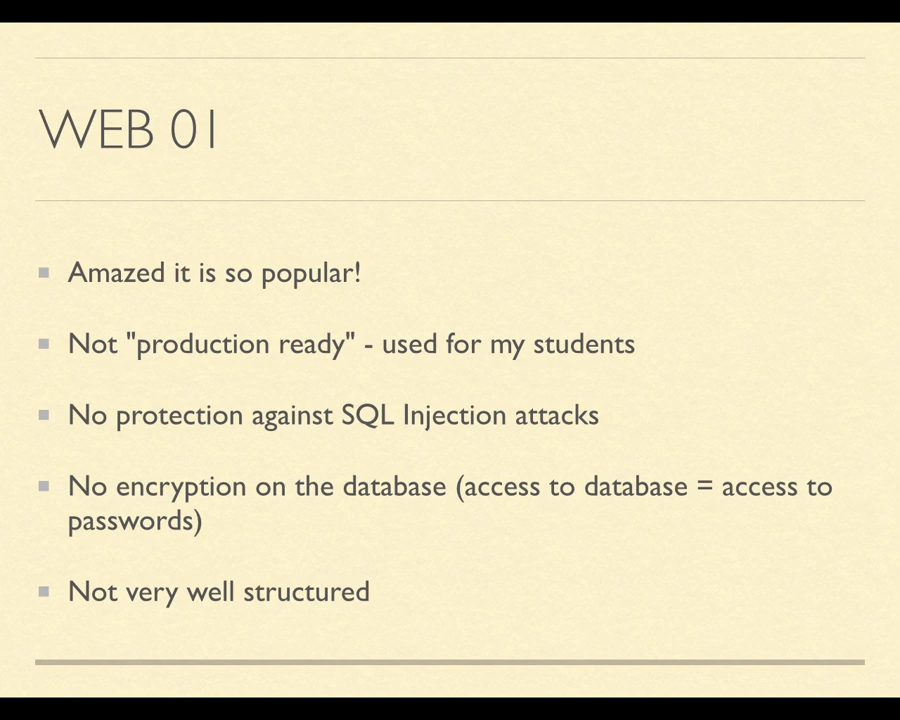 WEB 01
Amazed it is so popular!
Not "production ready" - used for my students
No protection against SQL Injection attacks
No encryption on the database (access to database = access to
passwords)
Not very well structured